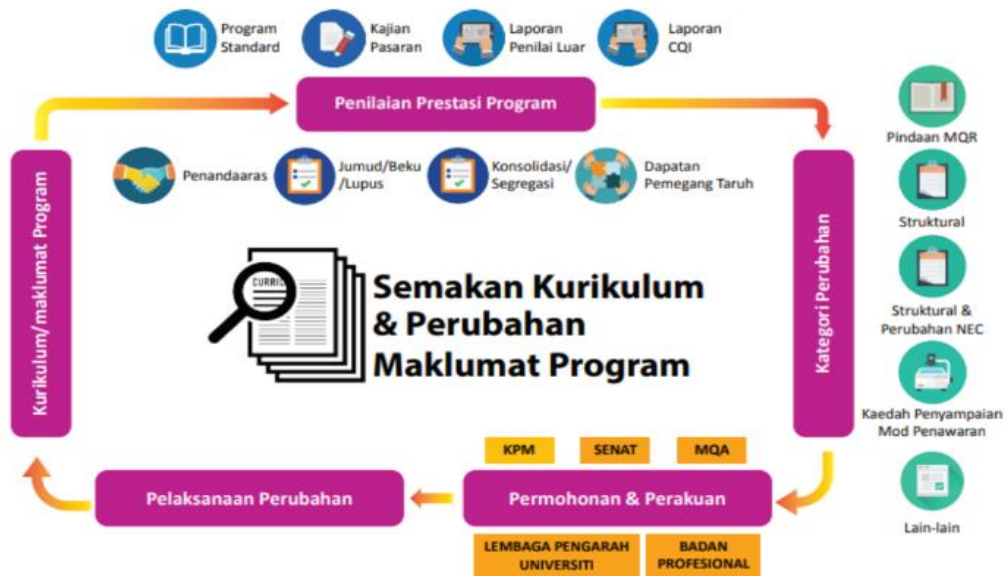 Program
Standard
Kajian
Pasaran
Laporan
Penilai Luar
Laporan
CQI
Penilaian Prestasi Program
Penandaaras
Jumud/Beku
/Lupus
Konsolidasi/
Segregasi
Dapatan
Pemegang Taruh
Kurikulum/maklumat Program
CURRIC
Semakan Kurikulum
& Perubahan
Maklumat Program
Kategori Perubahan
Pindaan MQR
Struktural
Struktural &
Perubahan NEC
Kaedah Penyampaian
Mod Penawaran
Lain-lain
KPM
SENAT
MQA
Permohonan & Perakuan
LEMBAGA PENGARAH
UNIVERSITI
BADAN
PROFESIONAL
Pelaksanaan Perubahan